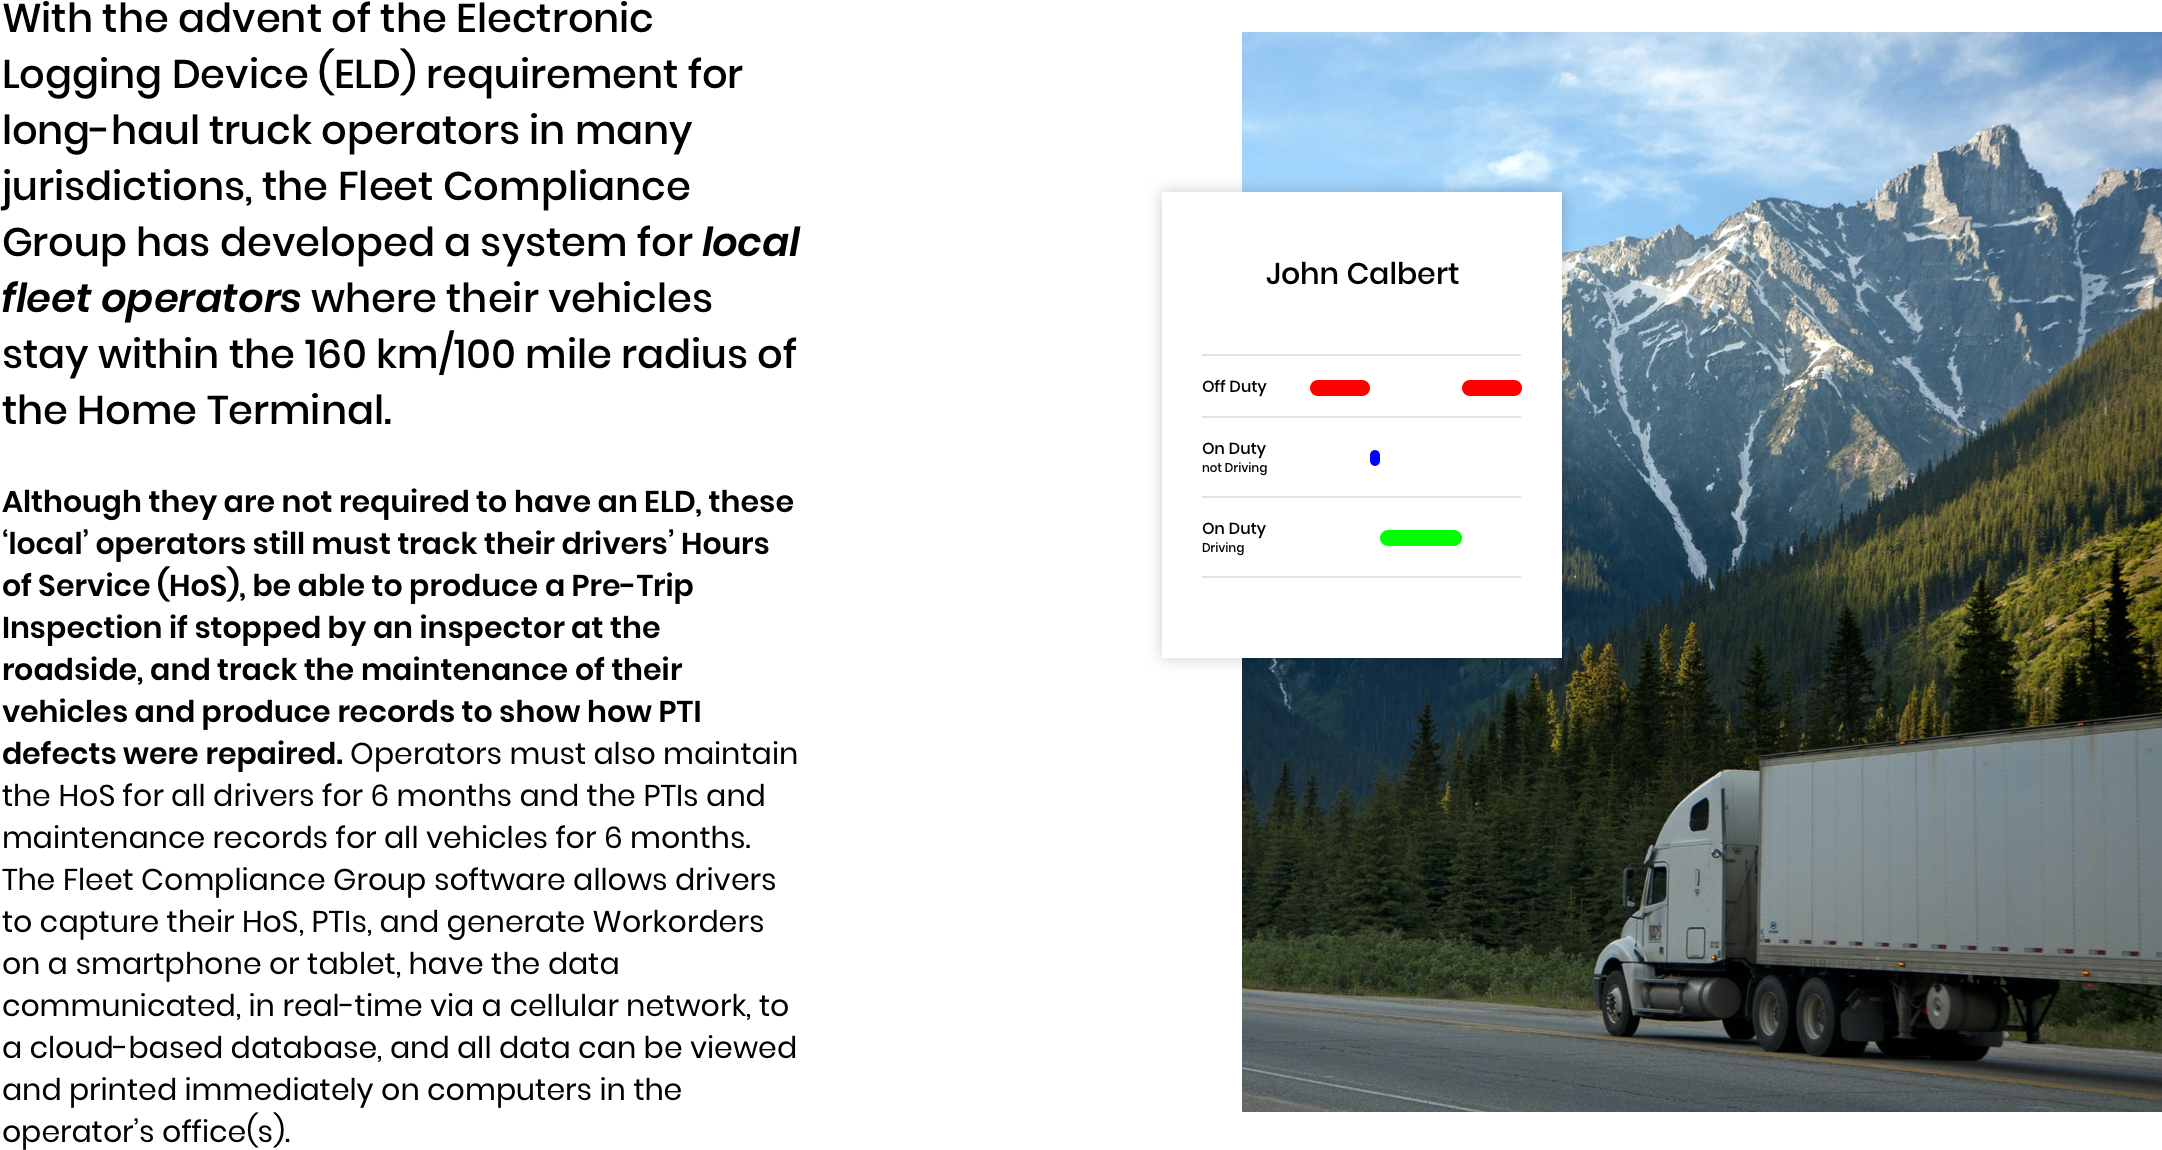 With the advent of the Electronic
Logging Device (ELD) requirement for
long-haul truck operators in many
jurisdictions, the Fleet Compliance
Group has developed a system for local
fleet operators where their vehicles
stay within the 160 km/100 mile radius of
the Home Terminal.
Although they are not required to have an ELD, these
‘local’ operators still must track their drivers’ Hours
of Service (HoS), be able to produce a Pre-Trip
Inspection if stopped by an inspector at the
roadside, and track the maintenance of their
vehicles and produce records to show how PTI
defects were repaired. Operators must also maintain
the HoS for all drivers for 6 months and the PTIs and
maintenance records for all vehicles for 6 months.
The Fleet Compliance Group software allows drivers
to capture their HoS, PTIs, and generate Workorders
on a smartphone or tablet, have the data
communicated, in real-time via a cellular network, to
a cloud-based database, and all data can be viewed
and printed immediately on computers in the
operator’s office(s).
John Calbert
Off Duty
On Duty
not Driving
On Duty
Driving